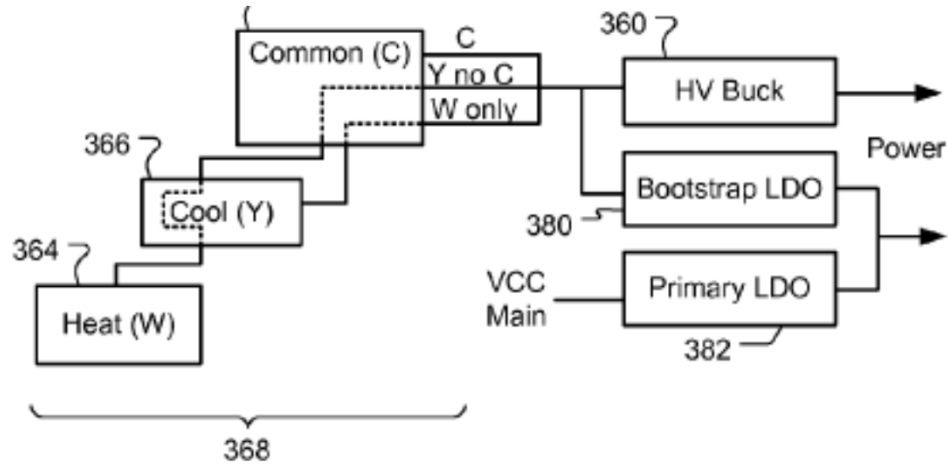 Common (C)
C
Y no C
W only
360
HV Buck
Power
366
Cool (Y)
Bootstrap LDO
380
364
Heat (W)
VCC
Main
Primary LDO
382
368